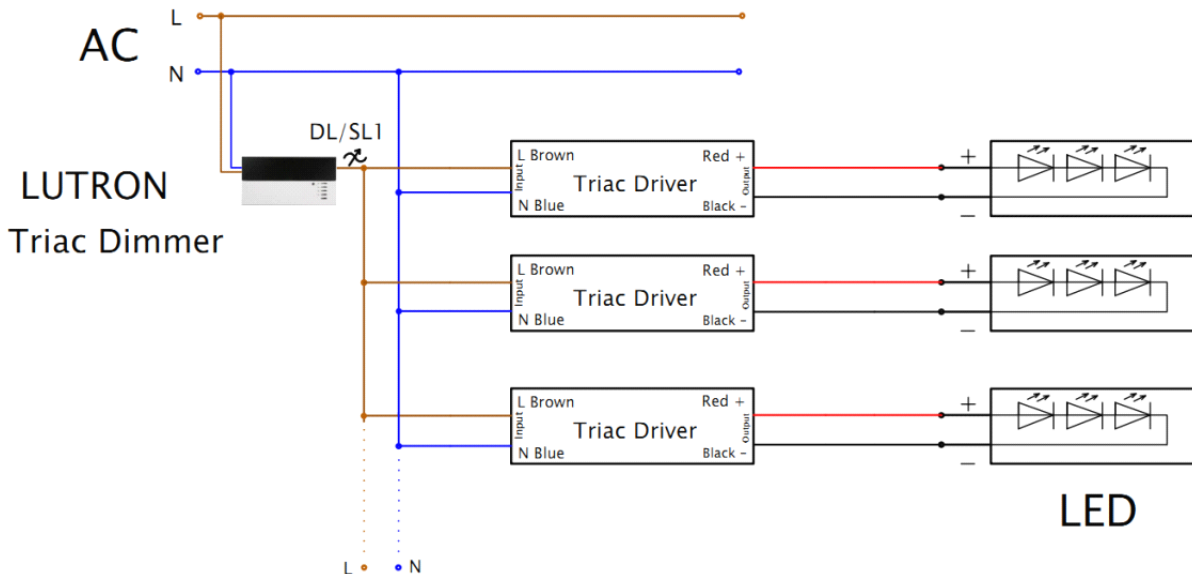 L
AC
N
DL/SL1
LUTRON
Triac Dimmer
L Brown
Input
N Blue
Triac Driver
Red +
Output
Black -
+
–
L Brown
Input
N Blue
Triac Driver
Red +
Output
Black -
+
–
L Brown
Input
N Blue
Triac Driver
Red +
Output
Black -
+
–
LED
L
N